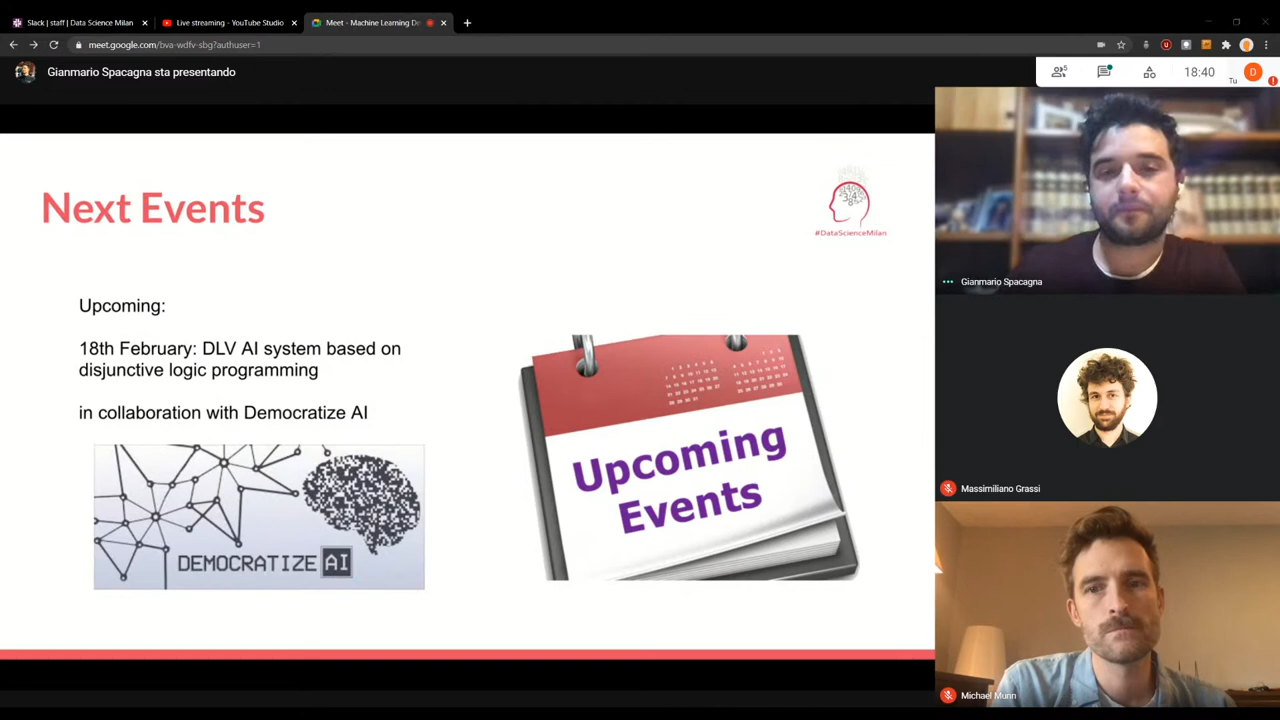 Slack | staff | Data Science Milan
Live streaming - YouTube Studio
Meet - Machine Learning De
meet.google.com/bva-wdfv-sbg?authuser=1
Gianmario Spacagna sta presentando
5
18:40
Tu
D
Next Events
#DataScienceMilan
Gianmario Spacagna
Upcoming:
18th February: DLV AI system based on
disjunctive logic programming
in collaboration with Democratize AI
Upcoming
Events
DEMOCRATIZE AI
Massimiliano Grassi
Michael Munn